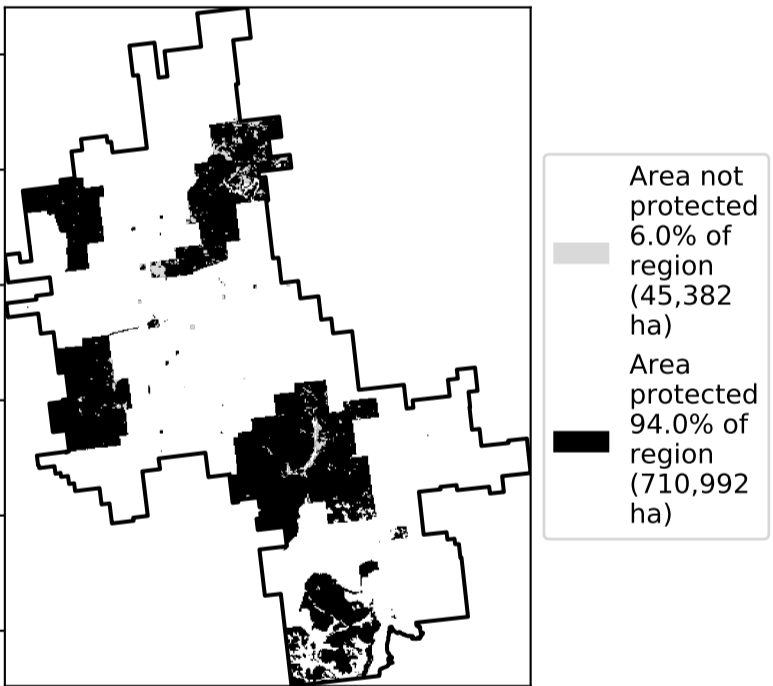 Area not
protected
6.0% of
region
(45,382
ha)
Area
protected
94.0% of
region
(710,992
ha)